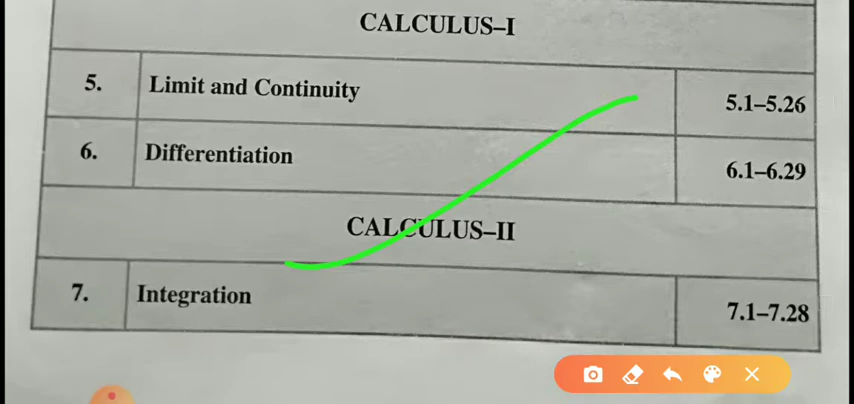 CALCULUS–I
5. Limit and Continuity 5.1–5.26
6. Differentiation 6.1–6.29
CALCULUS–II
7. Integration 7.1–7.28